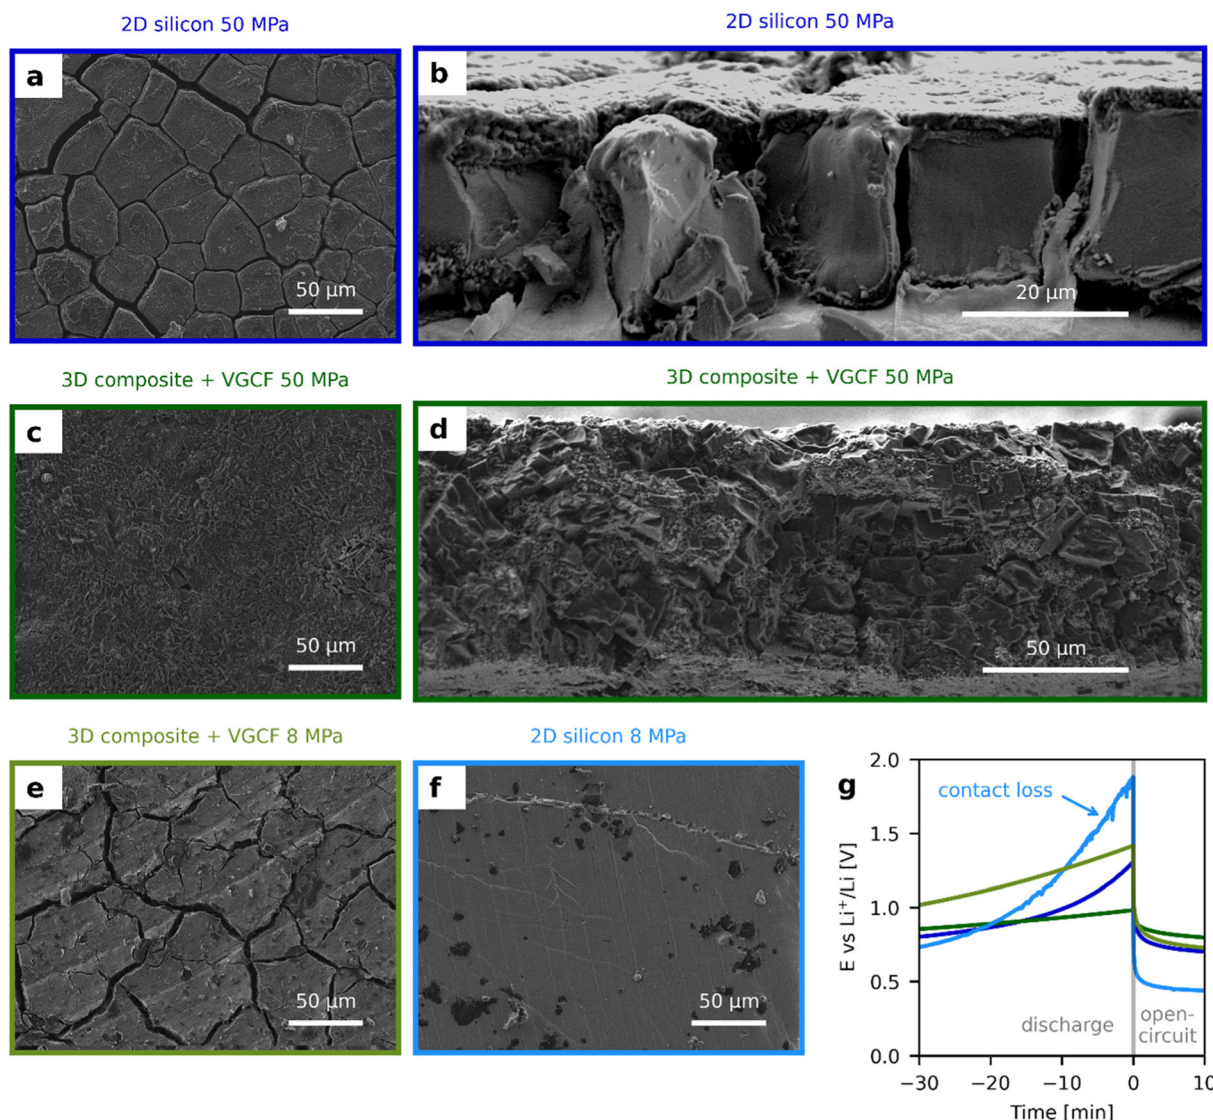 2D silicon 50 MPa
2D silicon 50 MPa
a
50 µm
b
20 µm
3D composite + VGCF 50 MPa
3D composite + VGCF 50 MPa
c
50 µm
d
50 µm
3D composite + VGCF 8 MPa
2D silicon 8 MPa
e
50 µm
f
50 µm
g
2.0
contact loss
1.5
1.0
0.5
0.0
E vs Li⁺/Li [V]
discharge
open-
circuit
−30
−20
−10
0
10
Time [min]